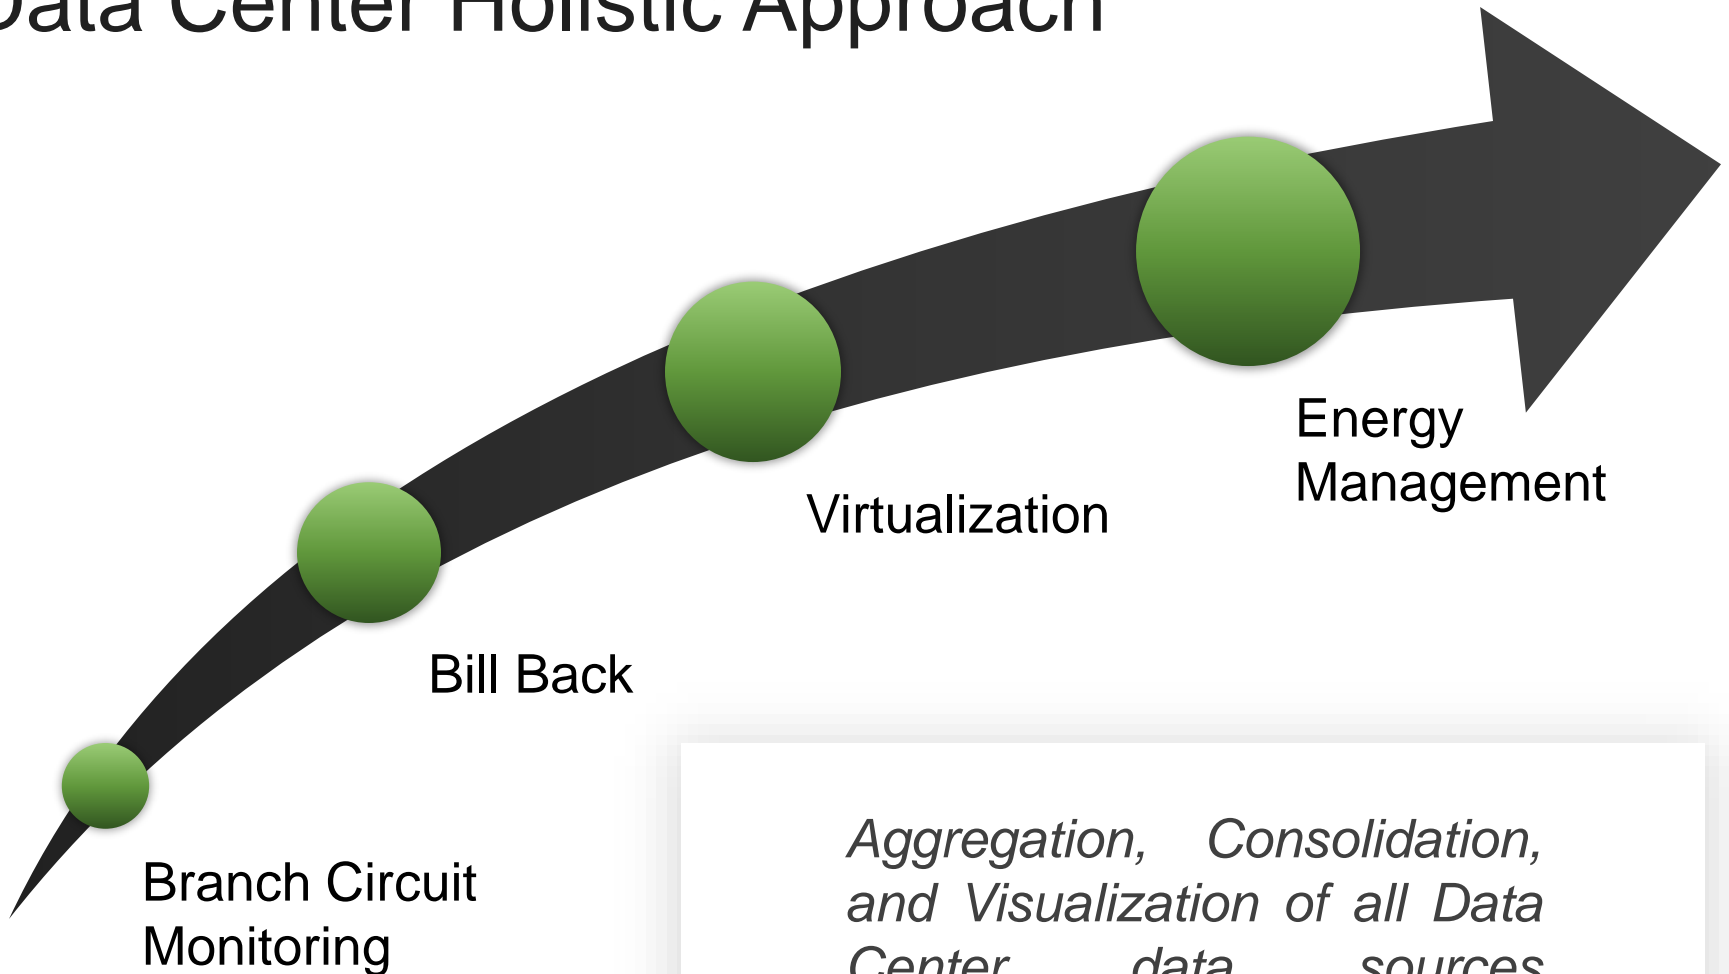 Data Center Holistic Approach
Energy
Management
Virtualization
Bill Back
Branch Circuit
Monitoring
Aggregation, Consolidation,
and Visualization of all Data
Center data sources